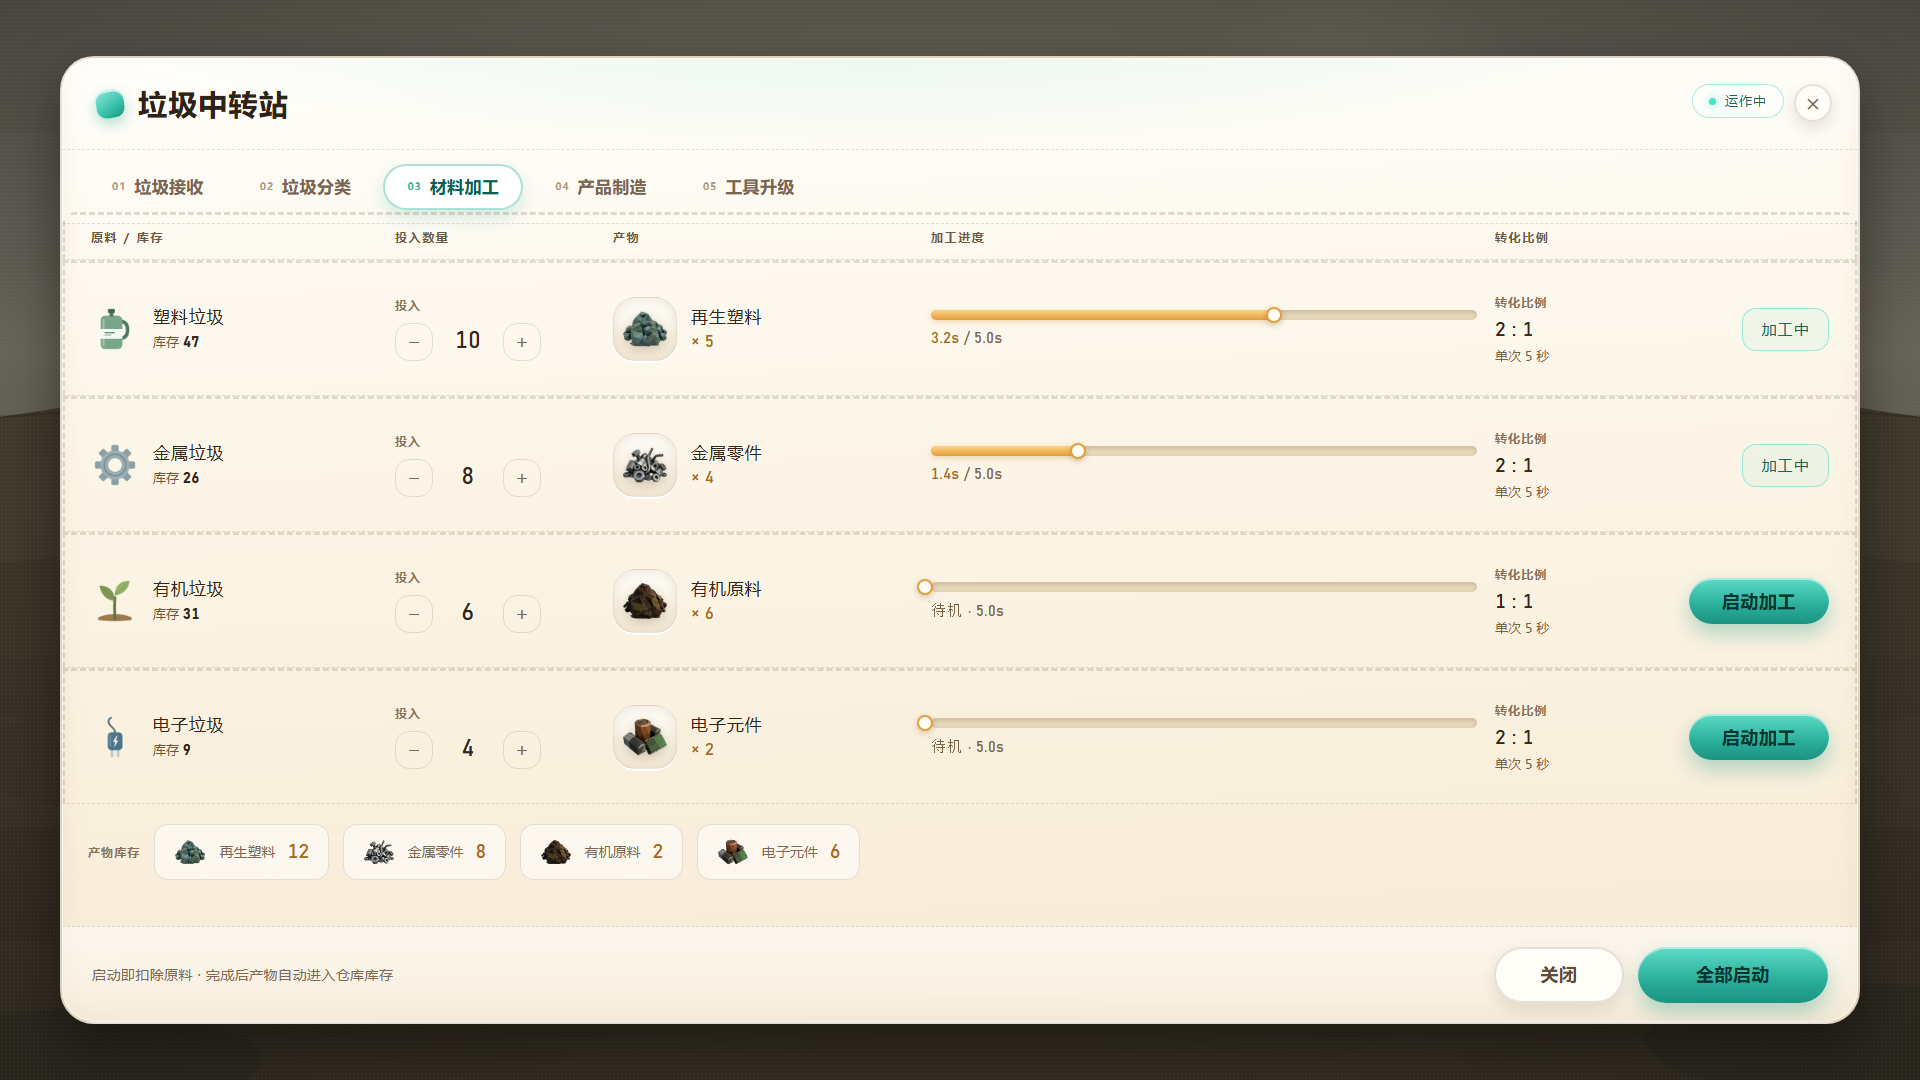 垃圾中转站
运作中
01 垃圾接收
02 垃圾分类
03 材料加工
04 产品制造
05 工具升级
原料 / 库存
投入数量
产物
加工进度
转化比例
塑料垃圾
库存 47
投入
− 10 +
再生塑料
× 5
3.2s / 5.0s
转化比例
2 : 1
单次 5 秒
加工中
金属垃圾
库存 26
投入
− 8 +
金属零件
× 4
1.4s / 5.0s
转化比例
2 : 1
单次 5 秒
加工中
有机垃圾
库存 31
投入
− 6 +
有机原料
× 6
待机 · 5.0s
转化比例
1 : 1
单次 5 秒
启动加工
电子垃圾
库存 9
投入
− 4 +
电子元件
× 2
待机 · 5.0s
转化比例
2 : 1
单次 5 秒
启动加工
产物库存
再生塑料 12
金属零件 8
有机原料 2
电子元件 6
启动即扣除原料 · 完成后产物自动进入仓库库存
关闭
全部启动